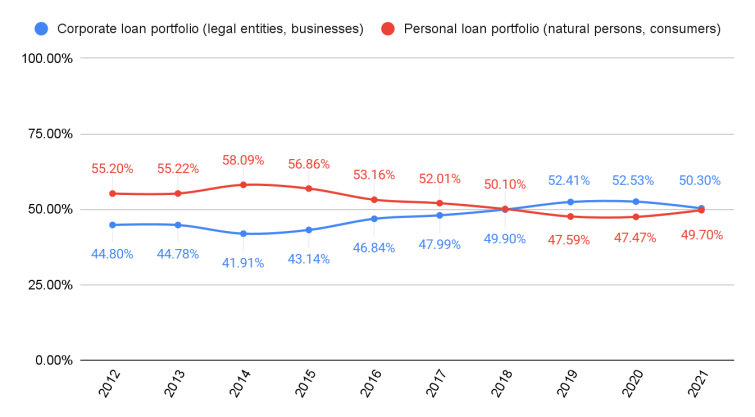 Corporate loan portfolio (legal entities, businesses) Personal loan portfolio (natural persons, consumers)
100.00%
75.00%
50.00%
25.00%
0.00%
55.20% 55.22% 58.09% 56.86% 53.16% 52.01% 50.10% 52.41% 52.53% 50.30%
44.80% 44.78% 41.91% 43.14% 46.84% 47.99% 49.90% 47.59% 47.47% 49.70%
2012 2013 2014 2015 2016 2017 2018 2019 2020 2021